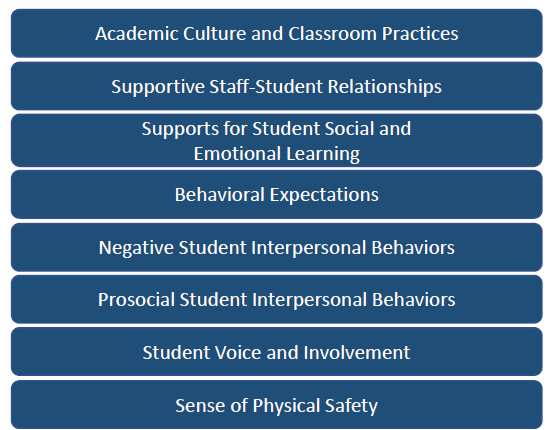 Academic Culture and Classroom Practices
Supportive Staff-Student Relationships
Supports for Student Social and
Emotional Learning
Behavioral Expectations
Negative Student Interpersonal Behaviors
Prosocial Student Interpersonal Behaviors
Student Voice and Involvement
Sense of Physical Safety